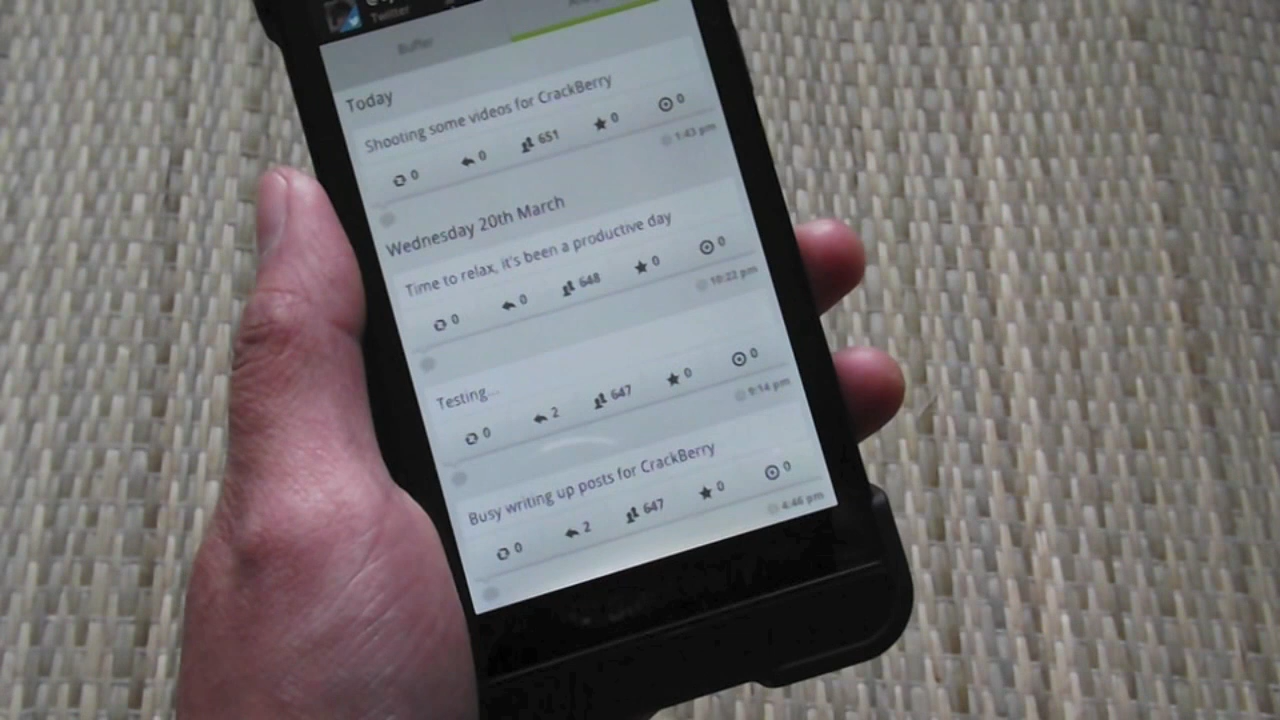 Twitter
Buffer
Today
Shooting some videos for CrackBerry
0 0 651 0 0
1:43 pm
Wednesday 20th March
Time to relax, it's been a productive day
0 0 648 0 0
10:22 pm
Testing...
0 2 647 0 0
9:14 pm
Busy writing up posts for CrackBerry
0 2 647 0 0
4:46 pm